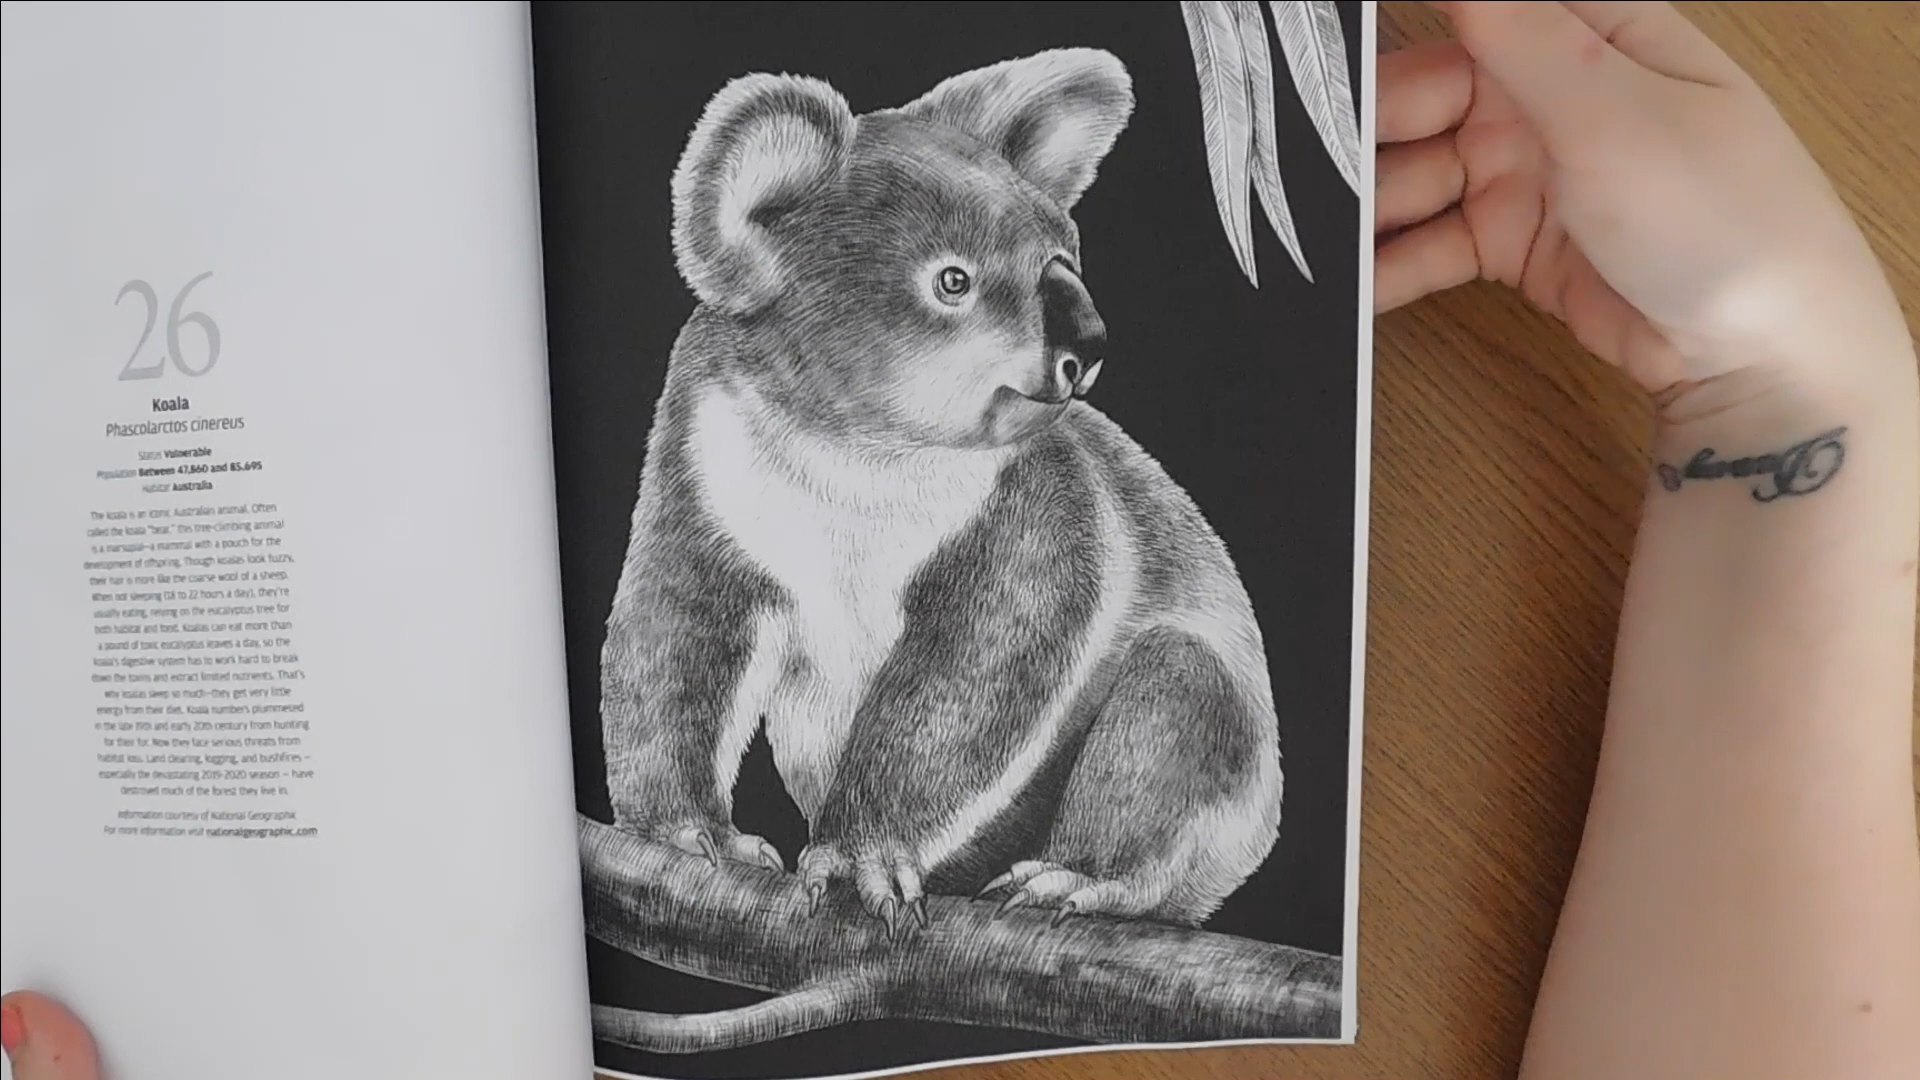 26
Koala
Phascolarctos cinereus
Status Vulnerable
Population Between 47,860 and 85,695
Habitat Australia
The koala is an iconic Australian animal. Often
called the koala "bear," this tree-climbing animal
is a marsupial—a mammal with a pouch for the
development of offspring. Though koalas look fuzzy,
their hair is more like the coarse wool of a sheep.
When not sleeping (18 to 22 hours a day), they're
usually eating, relying on the eucalyptus tree for
both habitat and food. Koalas can eat more than
a pound of toxic eucalyptus leaves a day, so the
koala's digestive system has to work hard to break
down the toxins and extract limited nutrients. That's
why koalas sleep so much—they get very little
energy from their diet. Koala numbers plummeted
in the late 19th and early 20th century from hunting
for their fur. Now they face serious threats from
habitat loss. Land clearing, logging, and bushfires –
especially the devastating 2019-2020 season – have
destroyed much of the forest they live in.
Information courtesy of National Geographic
For more information visit nationalgeographic.com